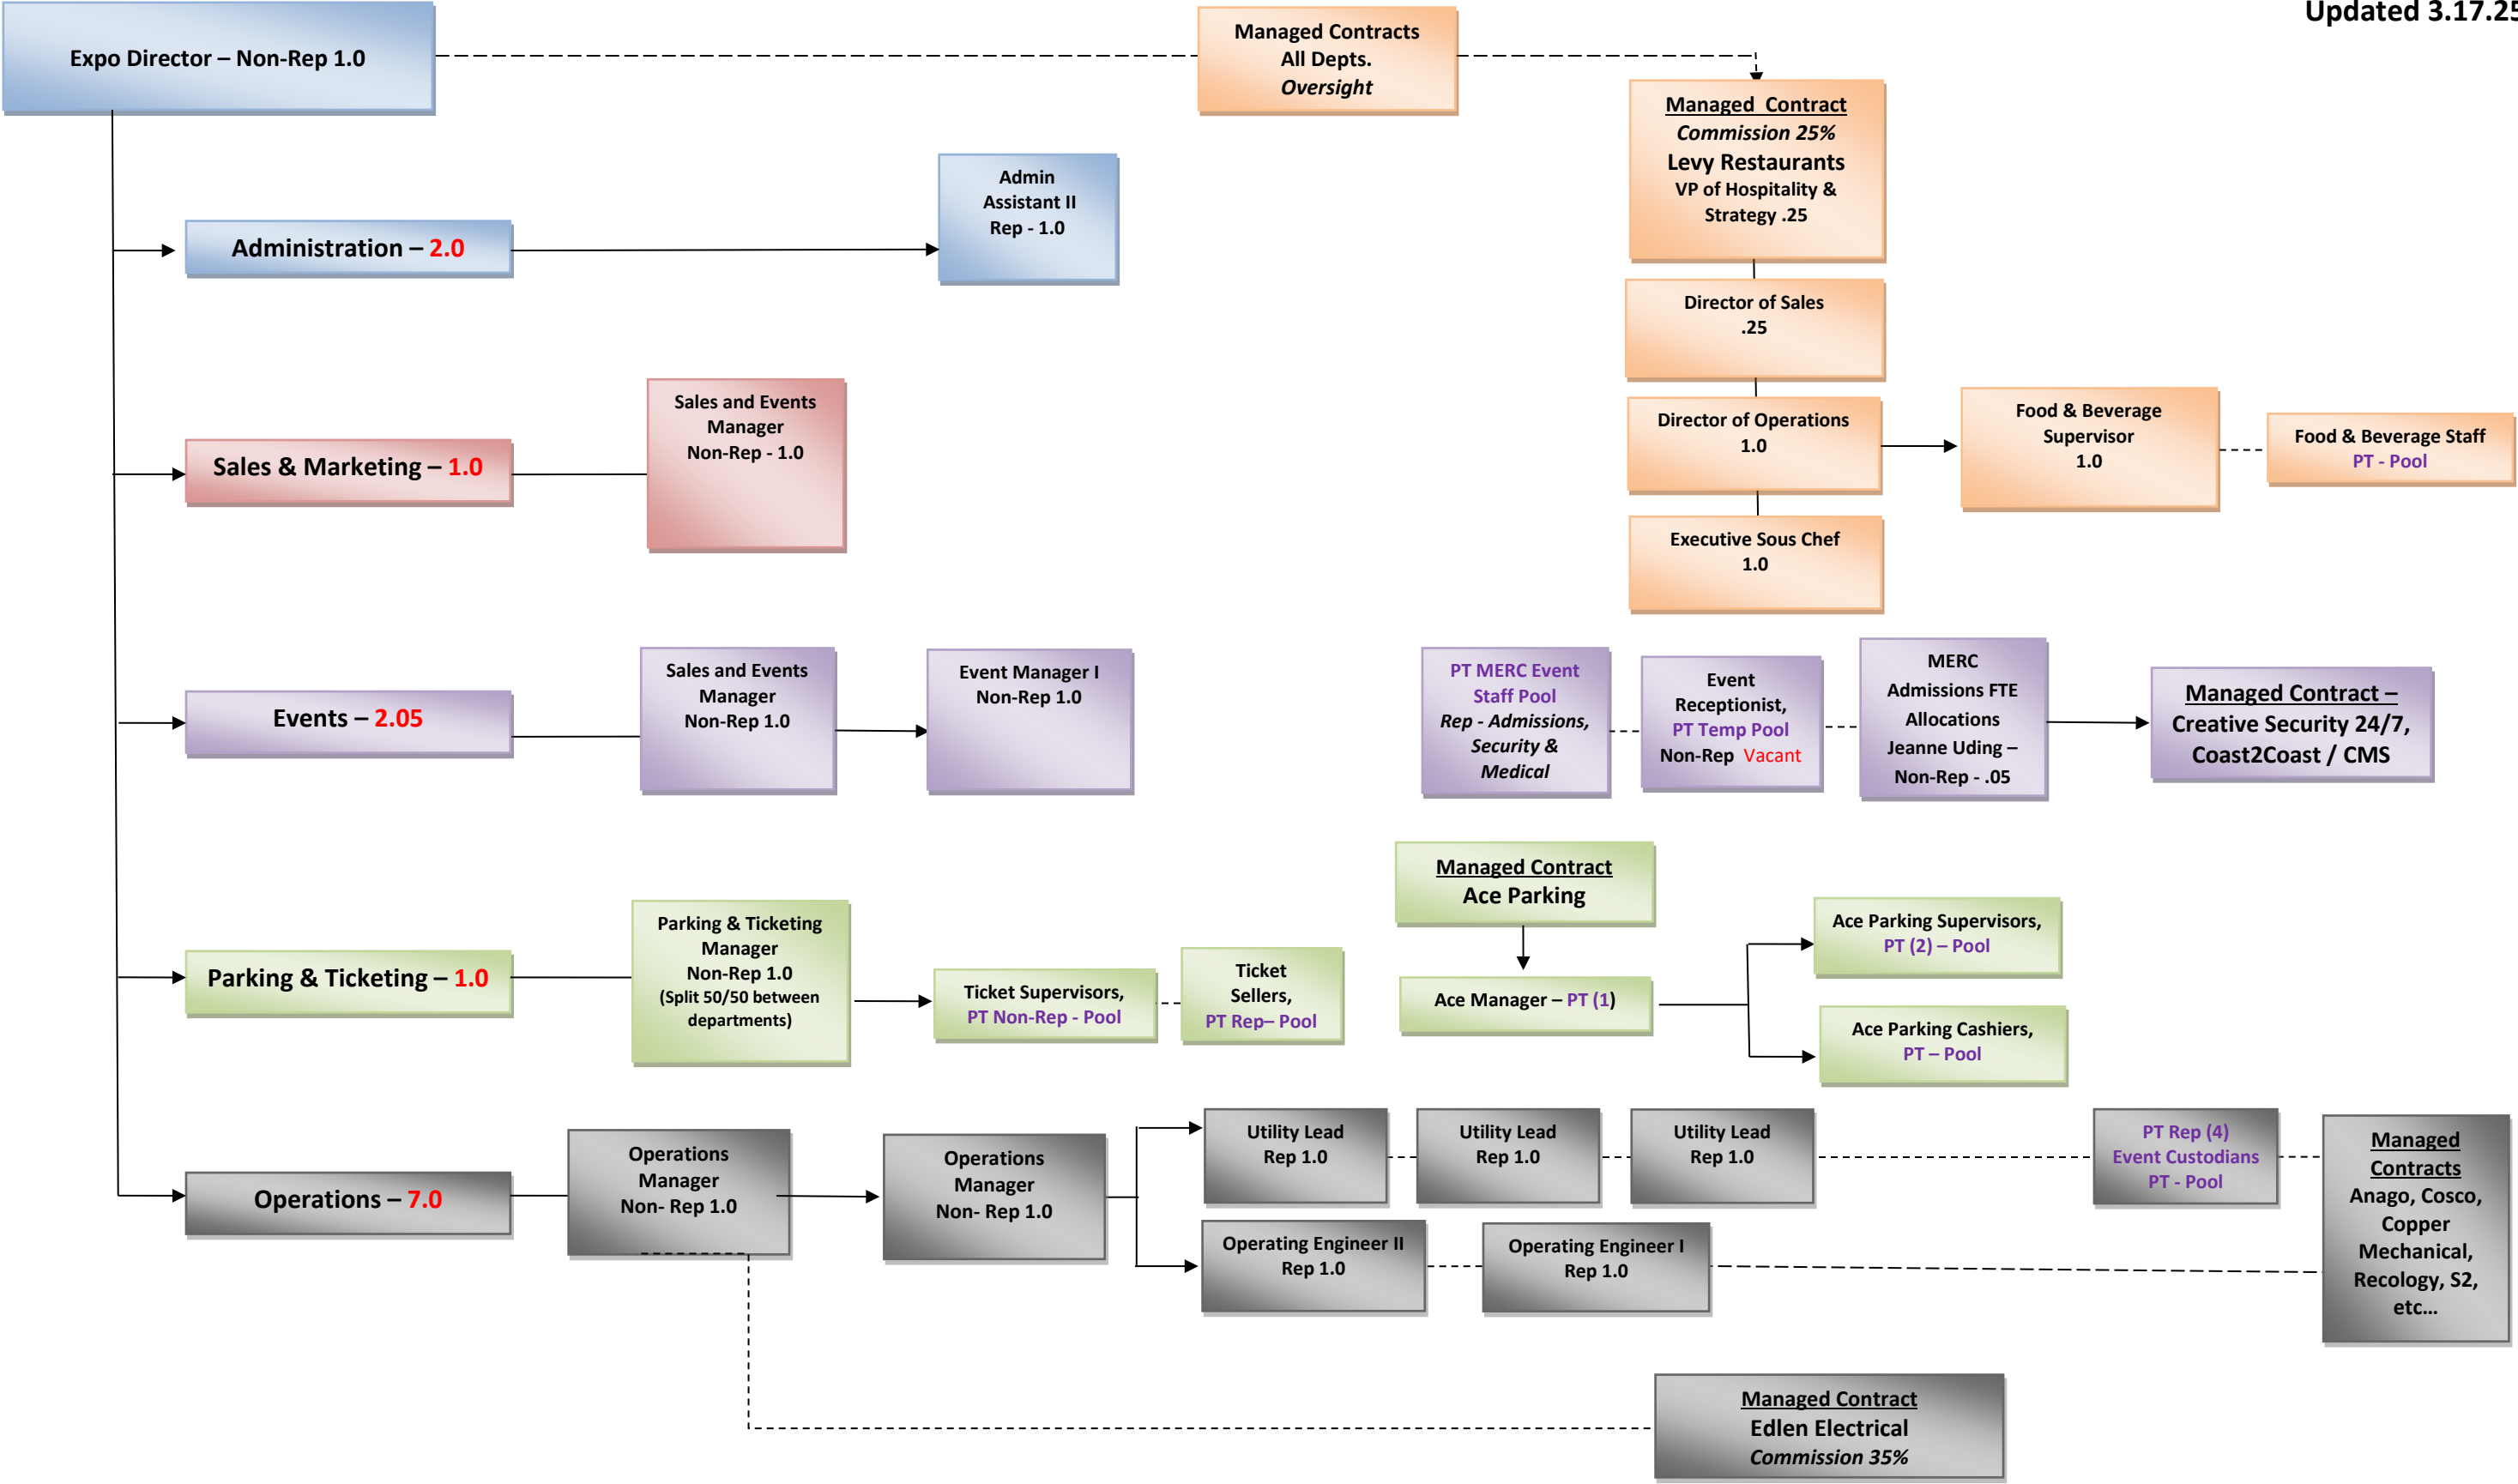 Updated 3.17.25
Expo Director – Non-Rep 1.0
Managed Contracts
All Depts.
Oversight
Managed Contract
Commission 25%
Levy Restaurants
VP of Hospitality &
Strategy .25
Administration – 2.0
Admin
Assistant II
Rep - 1.0
Director of Sales
.25
Sales & Marketing – 1.0
Sales and Events
Manager
Non-Rep - 1.0
Director of Operations
1.0
Food & Beverage
Supervisor
1.0
Food & Beverage Staff
PT - Pool
Executive Sous Chef
1.0
Events – 2.05
Sales and Events
Manager
Non-Rep 1.0
Event Manager I
Non-Rep 1.0
PT MERC Event
Staff Pool
Rep - Admissions,
Security &
Medical
Event
Receptionist,
PT Temp Pool
Non-Rep Vacant
MERC
Admissions FTE
Allocations
Jeanne Uding –
Non-Rep - .05
Managed Contract –
Creative Security 24/7,
Coast2Coast / CMS
Parking & Ticketing – 1.0
Parking & Ticketing
Manager
Non-Rep 1.0
(Split 50/50 between
departments)
Ticket Supervisors,
PT Non-Rep - Pool
Ticket
Sellers,
PT Rep– Pool
Managed Contract
Ace Parking
Ace Manager – PT (1)
Ace Parking Supervisors,
PT (2) – Pool
Ace Parking Cashiers,
PT – Pool
Operations – 7.0
Operations
Manager
Non- Rep 1.0
Operations
Manager
Non- Rep 1.0
Utility Lead
Rep 1.0
Utility Lead
Rep 1.0
Utility Lead
Rep 1.0
PT Rep (4)
Event Custodians
PT - Pool
Operating Engineer II
Rep 1.0
Operating Engineer I
Rep 1.0
Managed
Contracts
Anago, Cosco,
Copper
Mechanical,
Recology, S2,
etc…
Managed Contract
Edlen Electrical
Commission 35%